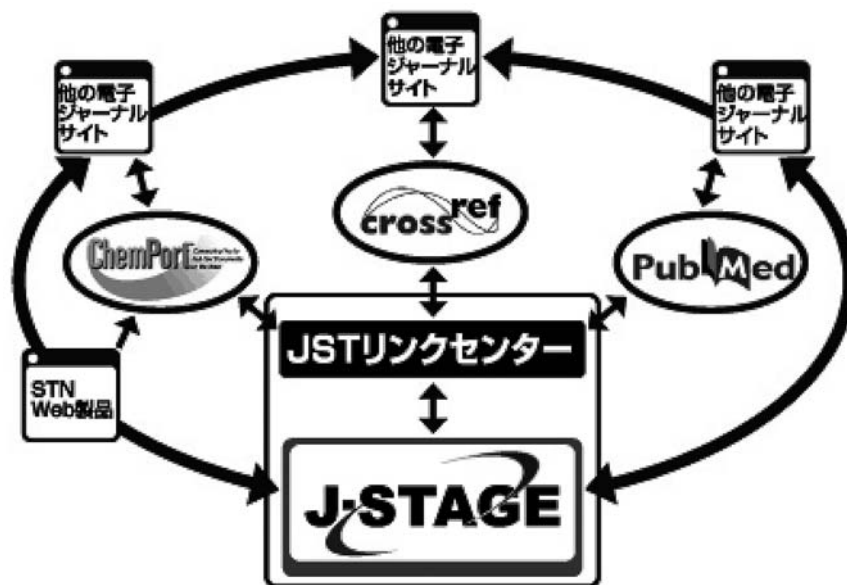 他の電子
ジャーナル
サイト
他の電子
ジャーナル
サイト
他の電子
ジャーナル
サイト
cross ref
ChemPort
PubMed
JSTリンクセンター
STN
Web製品
J-STAGE